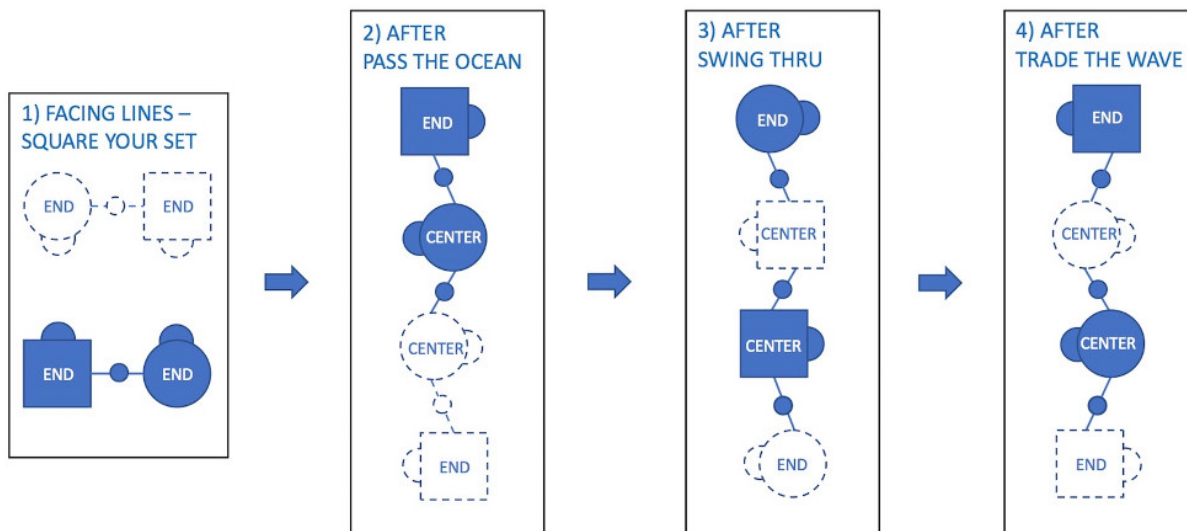 1) FACING LINES –
SQUARE YOUR SET
END
END
END
END
2) AFTER
PASS THE OCEAN
END
CENTER
CENTER
END
3) AFTER
SWING THRU
END
CENTER
CENTER
END
4) AFTER
TRADE THE WAVE
END
CENTER
CENTER
END